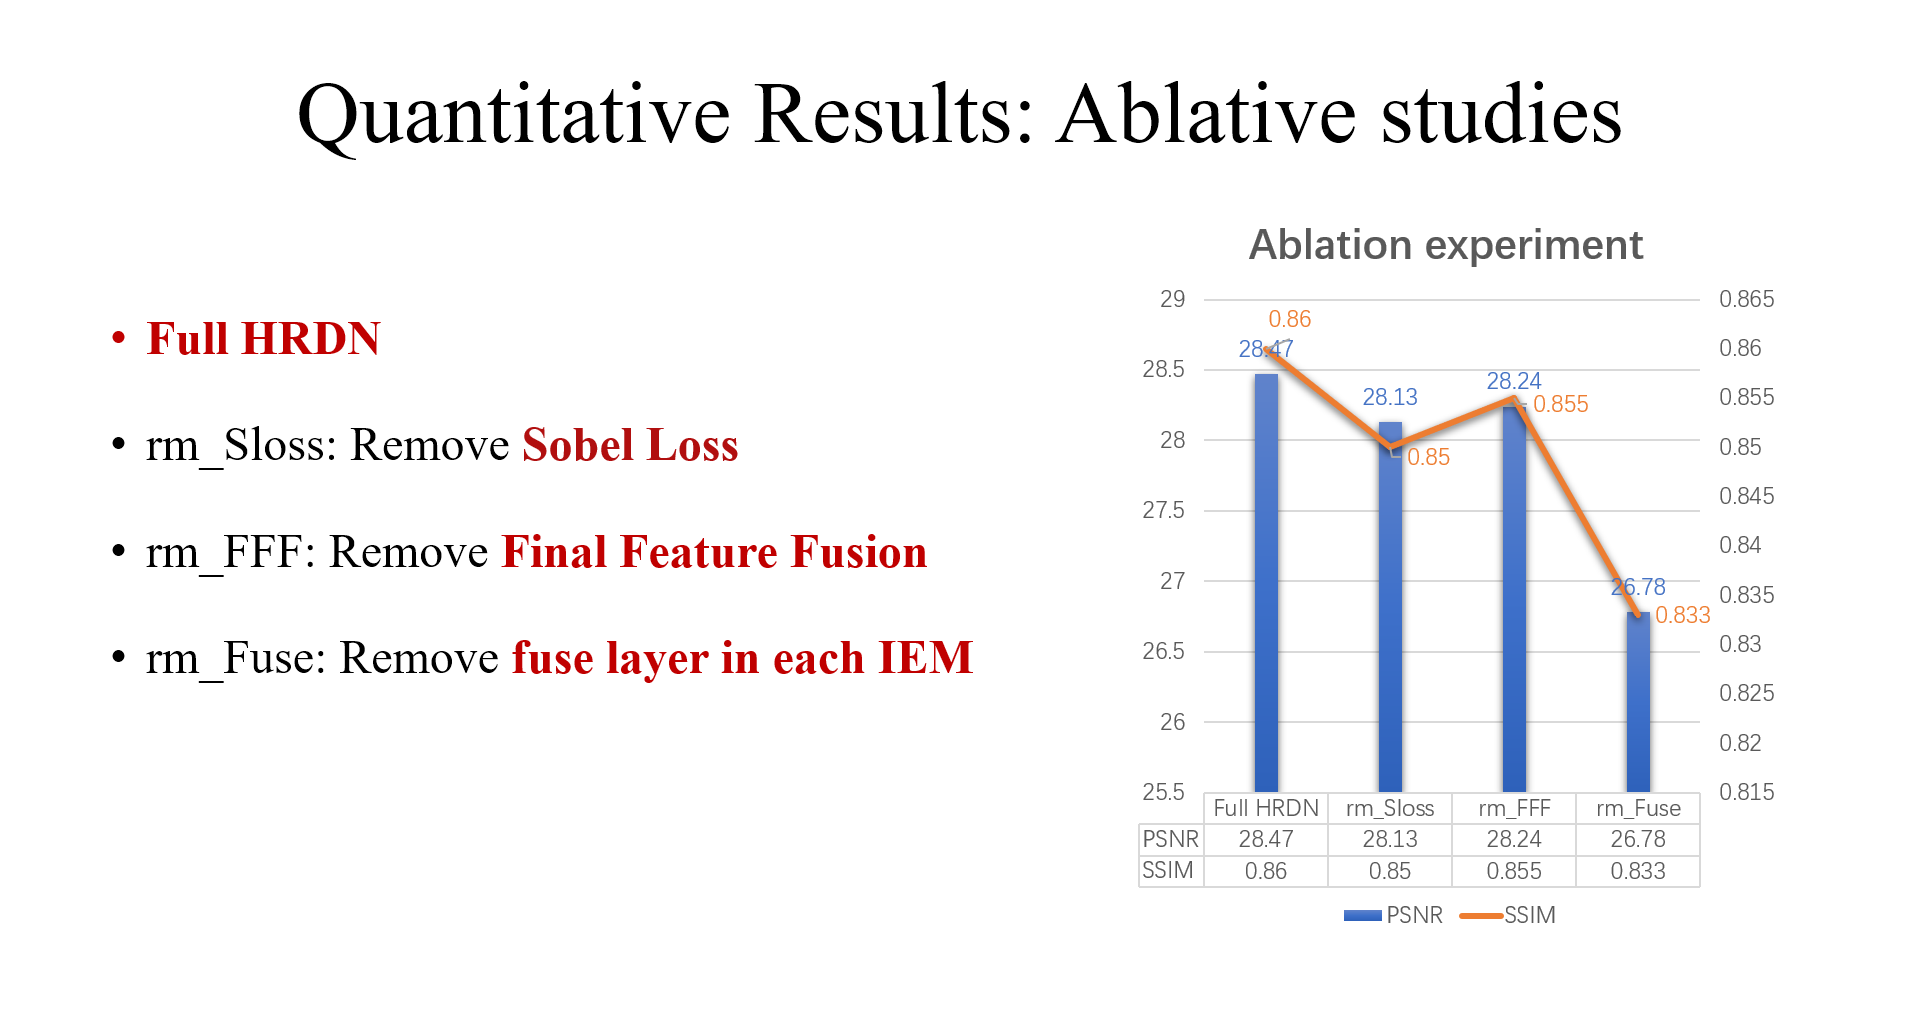 Quantitative Results: Ablative studies
• Full HRDN
• rm_Sloss: Remove Sobel Loss
• rm_FFF: Remove Final Feature Fusion
• rm_Fuse: Remove fuse layer in each IEM
Ablation experiment
29
28.5
28
27.5
27
26.5
26
25.5
0.86
28.47
28.13
0.85
28.24
0.855
26.78
0.833
0.865
0.86
0.855
0.85
0.845
0.84
0.835
0.83
0.825
0.82
0.815
Full HRDN rm_Sloss rm_FFF rm_Fuse
PSNR 28.47 28.13 28.24 26.78
SSIM 0.86 0.85 0.855 0.833
PSNR SSIM